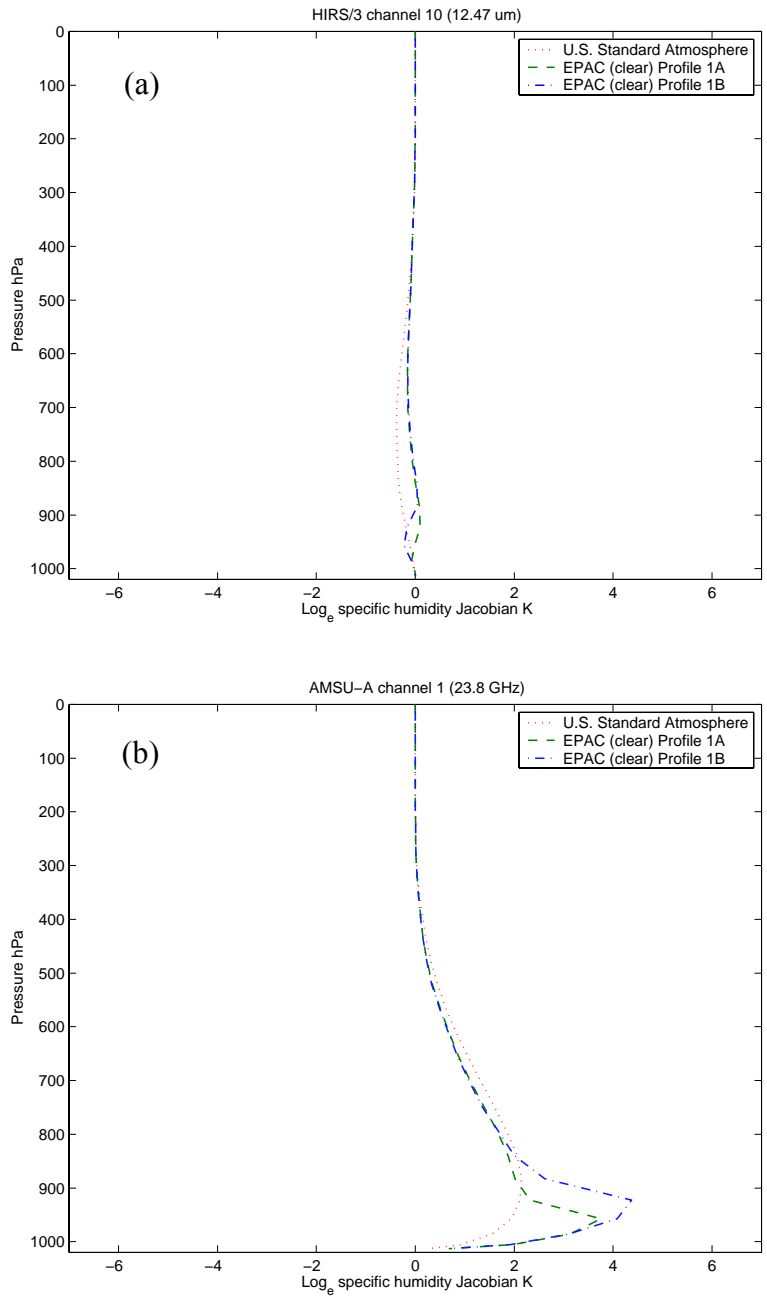 HIRS/3 channel 10 (12.47 um)
(a)
U.S. Standard Atmosphere
EPAC (clear) Profile 1A
EPAC (clear) Profile 1B
0
100
200
300
400
500
600
700
800
900
1000
Pressure hPa
−6 −4 −2 0 2 4 6
Log_e specific humidity Jacobian K
AMSU−A channel 1 (23.8 GHz)
(b)
U.S. Standard Atmosphere
EPAC (clear) Profile 1A
EPAC (clear) Profile 1B
0
100
200
300
400
500
600
700
800
900
1000
Pressure hPa
−6 −4 −2 0 2 4 6
Log_e specific humidity Jacobian K